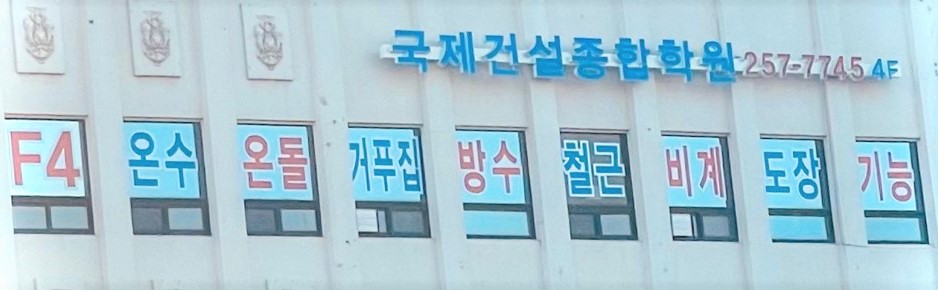 국제건설종합학원 257-7745 4F
F4 온수 온돌 거푸집 방수 철근 비계 도장 기능